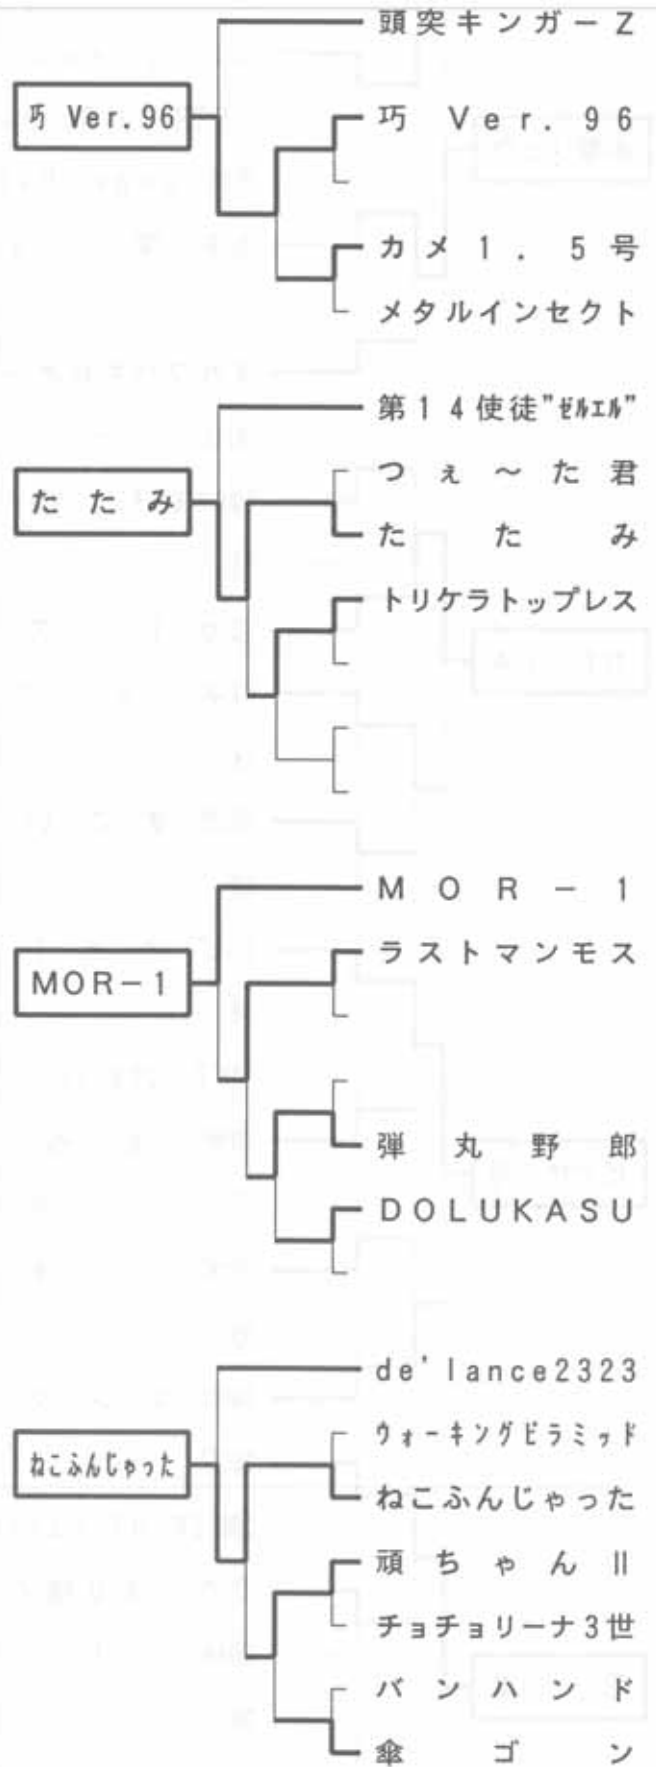 頭突キンガーZ
巧 Ver.96
巧 Ver.96
カメ1.5号
メタルインセクト
第14使徒"ｾﾞﾙｴﾙ"
つぇ~た君
たたみ
たたみ
トリケラトップレス
MOR-1
ラストマンモス
MOR-1
弾丸野郎
DOLUKASU
de'lance2323
ウォーキングピラミッド
ねこふんじゃった
ねこふんじゃった
頑ちゃんⅡ
チョチョリーナ3世
バンハンド
傘ゴン